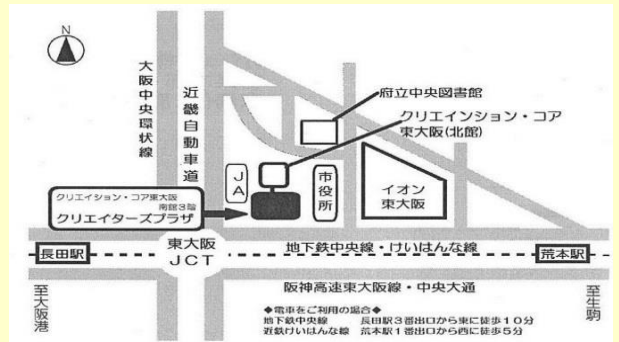 N
大阪中央環状線
近畿自動車道
府立中央図書館
クリエインション・コア
東大阪(北館)
JA
市役所
イオン
東大阪
クリエイション・コア東大阪
南館3階
クリエイターズプラザ
長田駅
東大阪
JCT
地下鉄中央線・けいはんな線
荒本駅
阪神高速東大阪線・中央大通
至大阪港
至生駒
◆電車をご利用の場合◆
地下鉄中央線 長田駅3番出口から東に徒歩10分
近鉄けいはんな線 荒本駅1番出口から西に徒歩5分